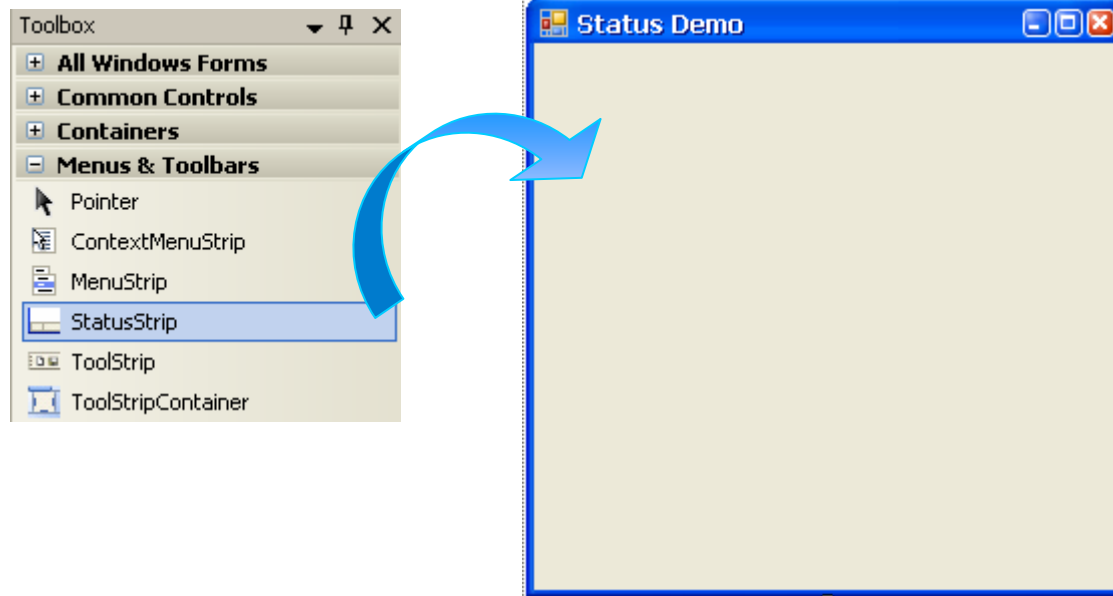 Toolbox
All Windows Forms
Common Controls
Containers
Menus & Toolbars
Pointer
ContextMenuStrip
MenuStrip
StatusStrip
ToolStrip
ToolStripContainer
Status Demo